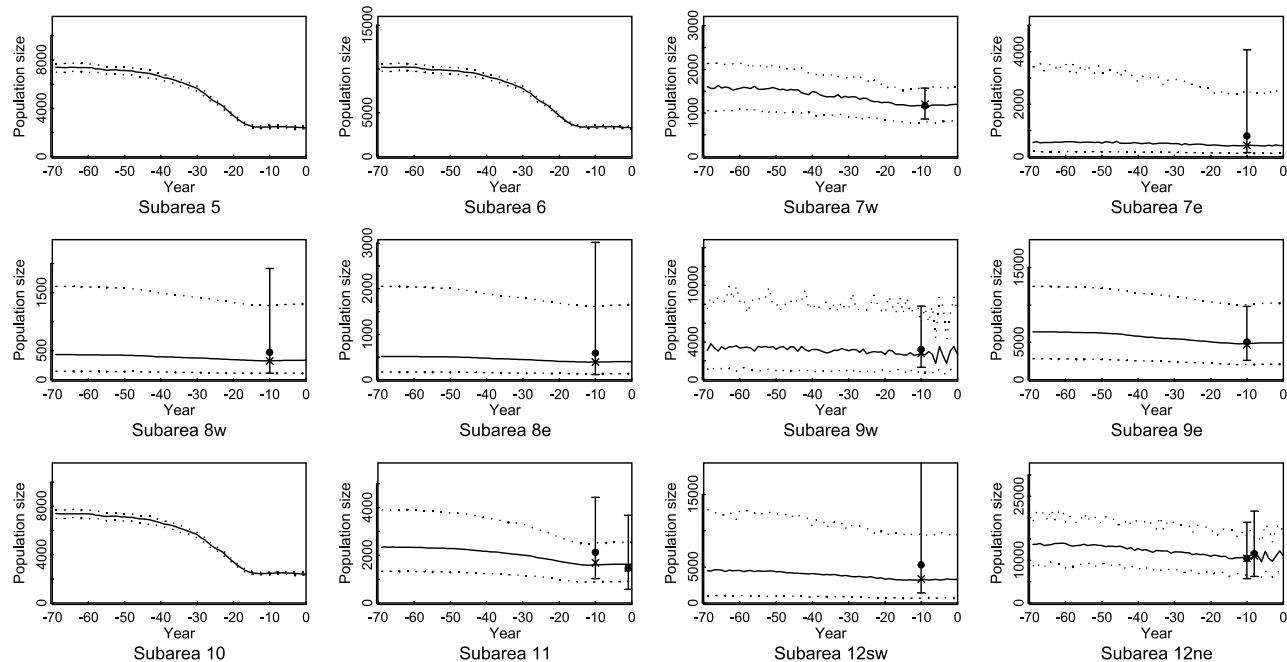 Population size
8000
4000
0
-70 -60 -50 -40 -30 -20 -10 0
Year
Subarea 5
Population size
15000
5000
0
-70 -60 -50 -40 -30 -20 -10 0
Year
Subarea 6
Population size
3000
2000
1000
0
-70 -60 -50 -40 -30 -20 -10 0
Year
Subarea 7w
Population size
4000
2000
0
-70 -60 -50 -40 -30 -20 -10 0
Year
Subarea 7e
Population size
1500
500
0
-70 -60 -50 -40 -30 -20 -10 0
Year
Subarea 8w
Population size
3000
2000
1000
0
-70 -60 -50 -40 -30 -20 -10 0
Year
Subarea 8e
Population size
10000
4000
0
-70 -60 -50 -40 -30 -20 -10 0
Year
Subarea 9w
Population size
15000
5000
0
-70 -60 -50 -40 -30 -20 -10 0
Year
Subarea 9e
Population size
8000
4000
0
-70 -60 -50 -40 -30 -20 -10 0
Year
Subarea 10
Population size
4000
2000
0
-70 -60 -50 -40 -30 -20 -10 0
Year
Subarea 11
Population size
15000
5000
0
-70 -60 -50 -40 -30 -20 -10 0
Year
Subarea 12sw
Population size
25000
10000
0
-70 -60 -50 -40 -30 -20 -10 0
Year
Subarea 12ne